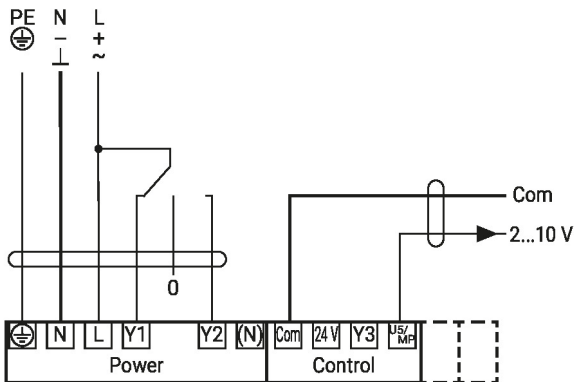 PE N L
− +
⊥ ~
Com
2...10 V
0
N L Y1 Y2 (N) Com 24 V Y3 U5/MP
Power Control